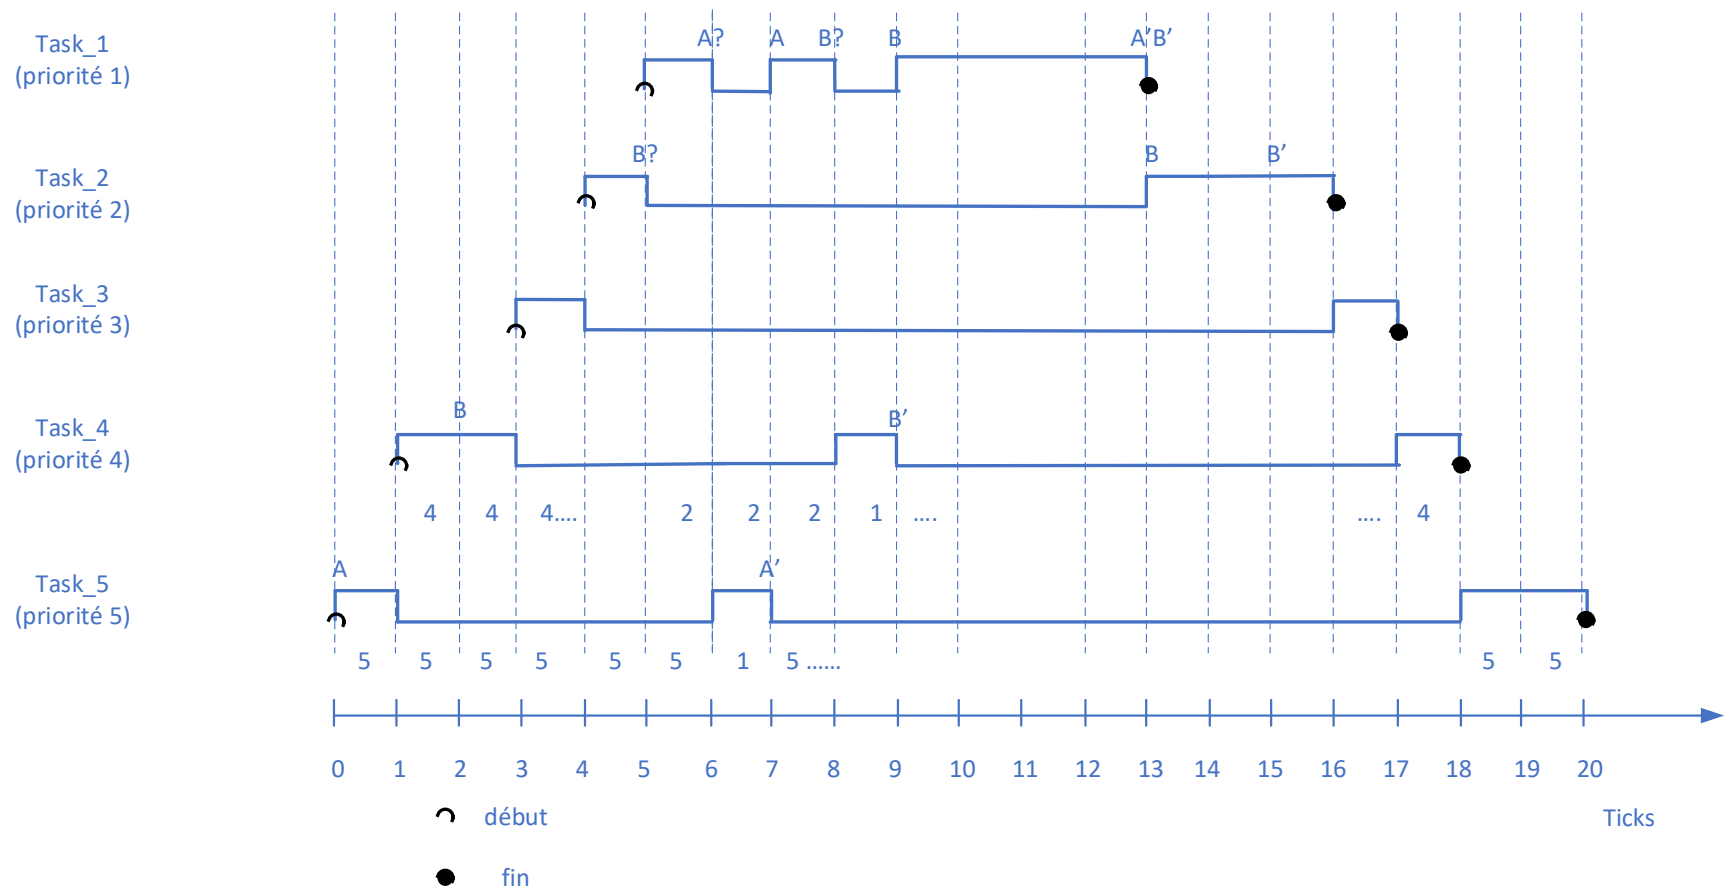 A? A B? B A'B'
Task_1
(priorité 1)
B? B B'
Task_2
(priorité 2)
Task_3
(priorité 3)
B B'
Task_4
(priorité 4)
4 4 4.... 2 2 2 1 .... .... 4
A A'
Task_5
(priorité 5)
5 5 5 5 5 5 1 5 ...... 5 5
0 1 2 3 4 5 6 7 8 9 10 11 12 13 14 15 16 17 18 19 20
début Ticks
fin